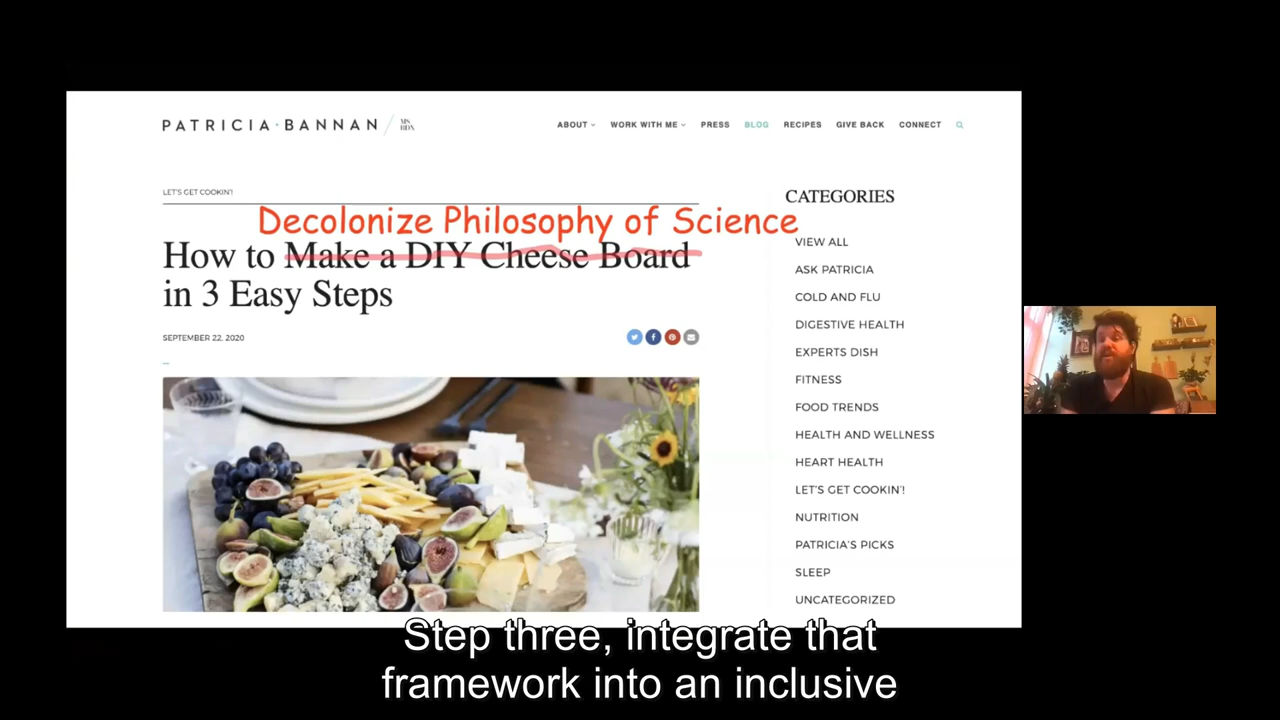 PATRICIA·BANNAN / MS, RDN
ABOUT
WORK WITH ME
PRESS
BLOG
RECIPES
GIVE BACK
CONNECT
LET'S GET COOKIN'!
Decolonize Philosophy of Science
How to Make a DIY Cheese Board
in 3 Easy Steps
SEPTEMBER 22, 2020
CATEGORIES
VIEW ALL
ASK PATRICIA
COLD AND FLU
DIGESTIVE HEALTH
EXPERTS DISH
FITNESS
FOOD TRENDS
HEALTH AND WELLNESS
HEART HEALTH
LET'S GET COOKIN'!
NUTRITION
PATRICIA'S PICKS
SLEEP
UNCATEGORIZED
Step three, integrate that
framework into an inclusive